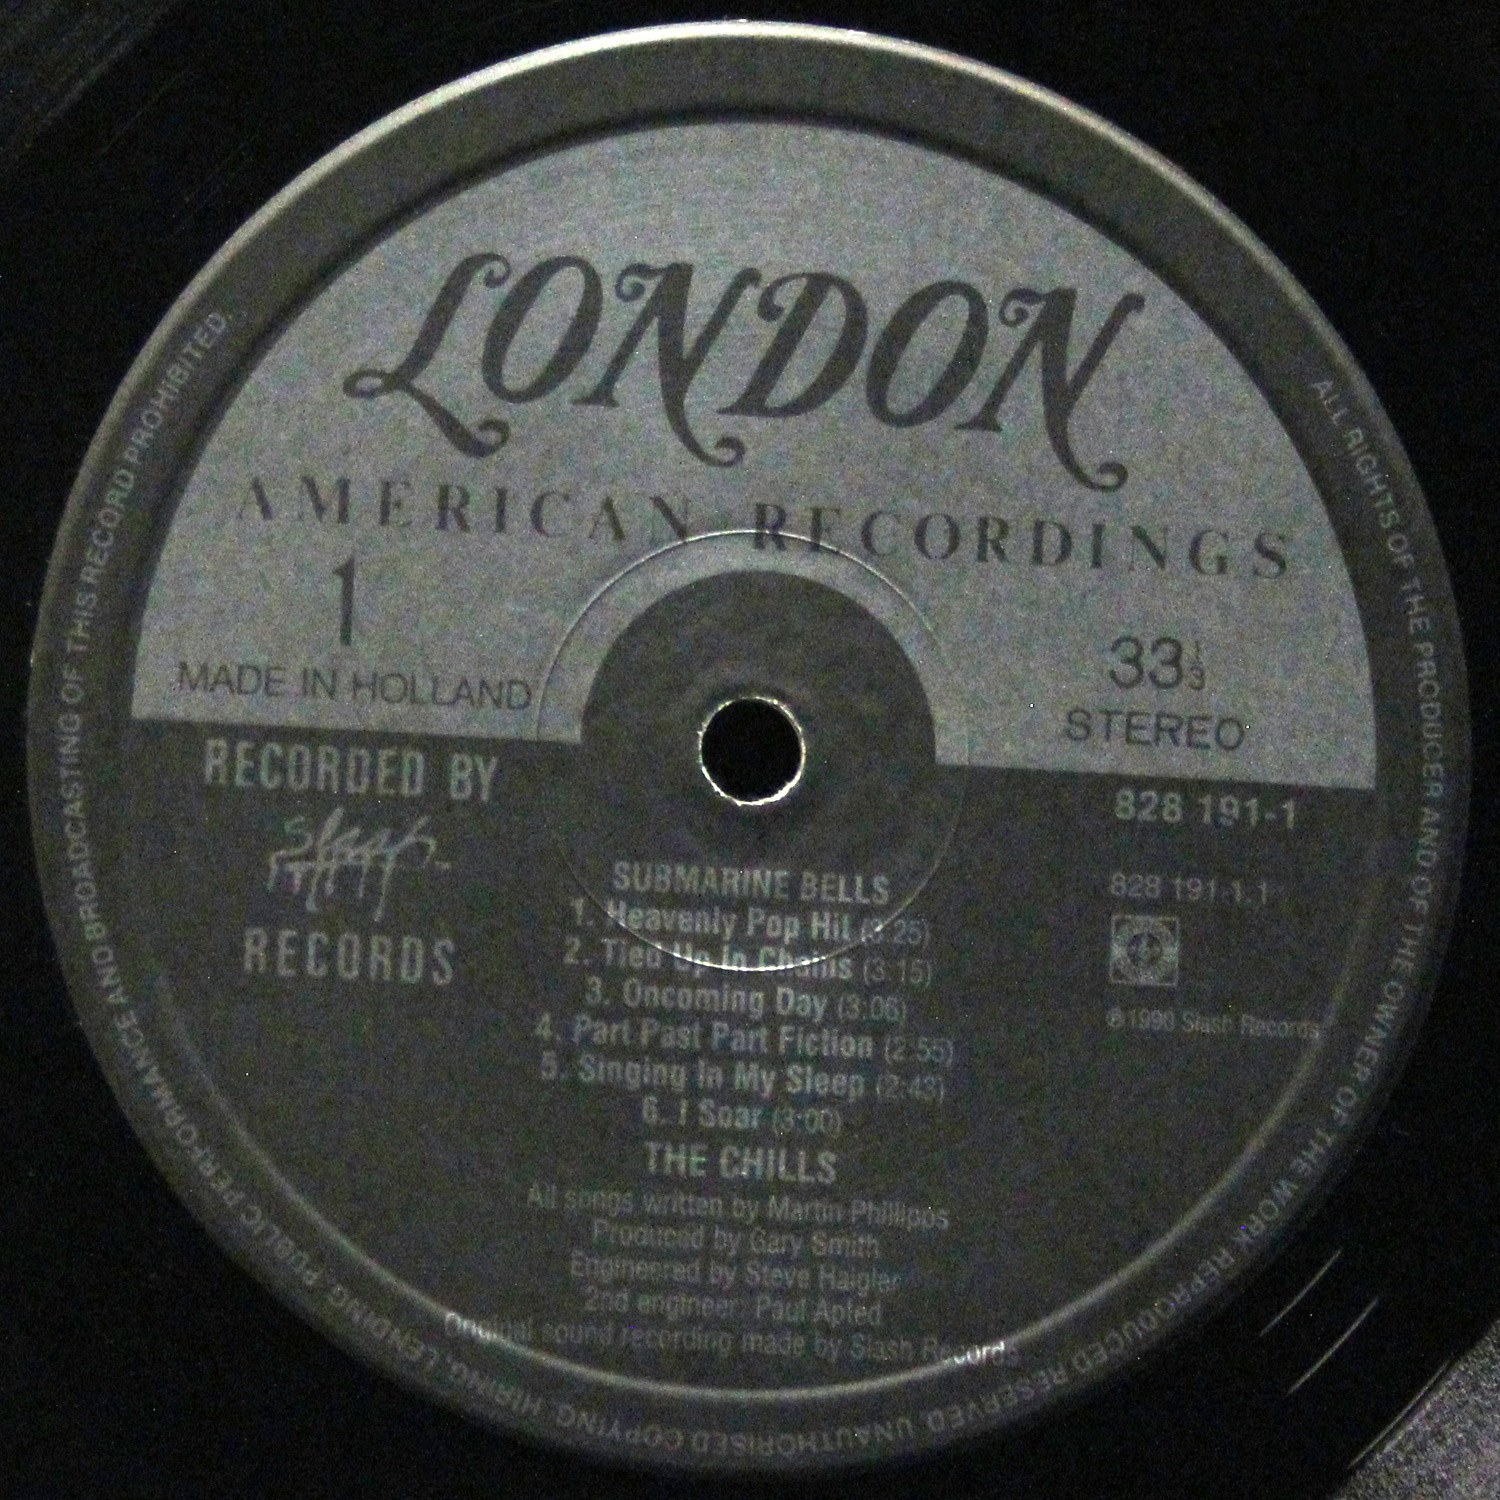 LONDON
AMERICAN RECORDINGS
1
MADE IN HOLLAND
33 1/3
STEREO
RECORDED BY
Slash
RECORDS
828 191-1
828 191-1.1
℗ 1990 Slash Records
SUBMARINE BELLS
1. Heavenly Pop Hit (3:25)
2. Tied Up in Chains (3:15)
3. Oncoming Day (3:06)
4. Part Past Part Fiction (2:55)
5. Singing In My Sleep (2:43)
6. I Soar (3:00)
THE CHILLS
All songs written by Martin Phillipps
Produced by Gary Smith
Engineered by Steve Haigler
2nd engineer: Paul Apted
Original sound recording made by Slash Records
ALL RIGHTS OF THE PRODUCER AND OF THE OWNER OF THE WORK REPRODUCED RESERVED. UNAUTHORISED COPYING, HIRING, LENDING, PUBLIC PERFORMANCE AND BROADCASTING OF THIS RECORD PROHIBITED.